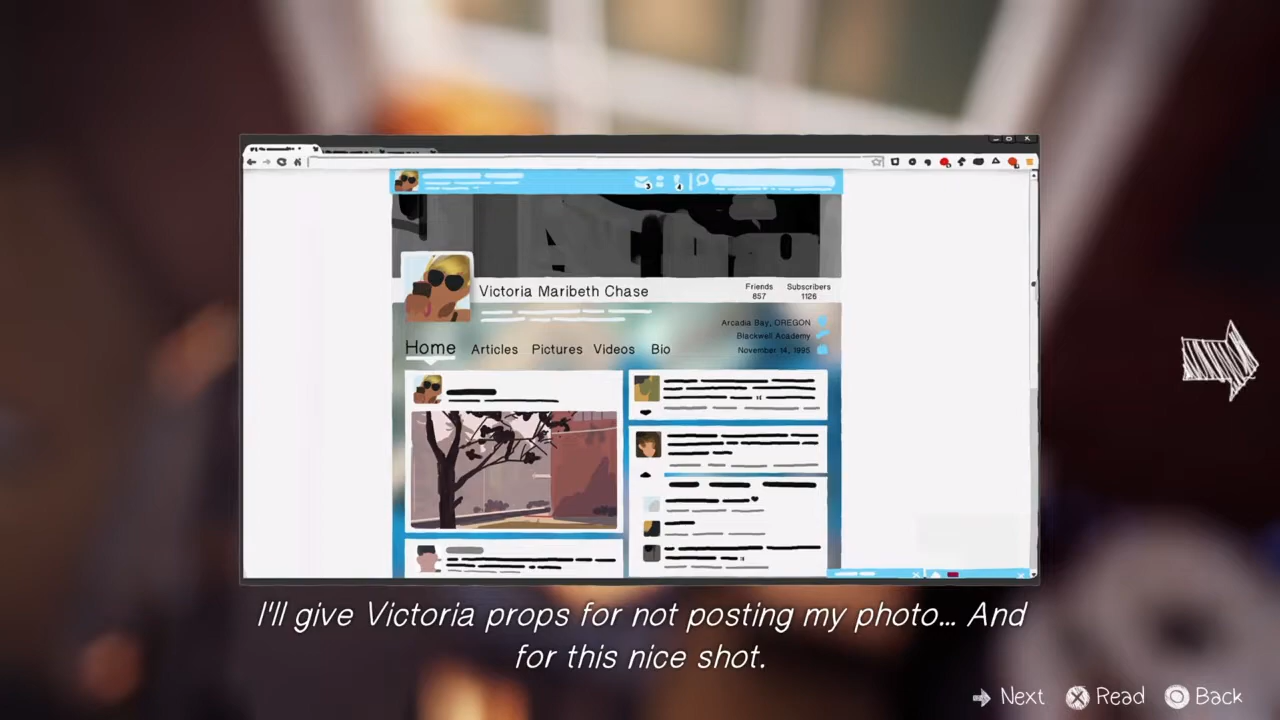 Victoria Maribeth Chase
Friends
857
Subscribers
1126
Arcadia Bay, OREGON
Blackwell Academy
November 14, 1995
Home Articles Pictures Videos Bio
I'll give Victoria props for not posting my photo... And
for this nice shot.
Next Read Back